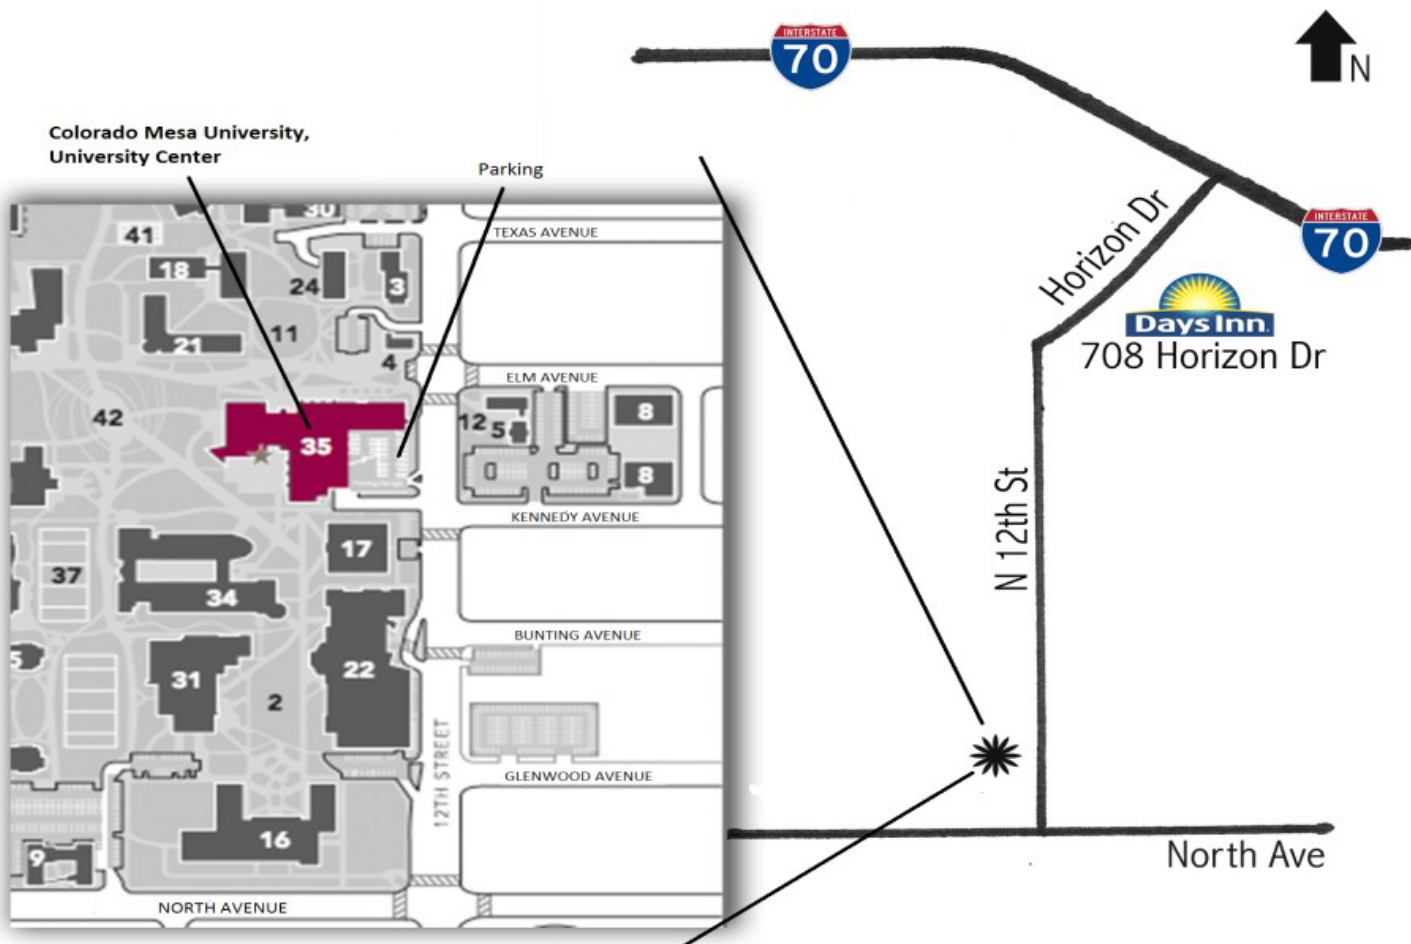 INTERSTATE
70
N
Colorado Mesa University,
University Center
Parking
Horizon Dr
INTERSTATE
70
Days Inn
708 Horizon Dr
N 12th St
North Ave
30
41
TEXAS AVENUE
18
24
3
11
21
4
ELM AVENUE
42
12
5
8
35
8
KENNEDY AVENUE
17
37
34
BUNTING AVENUE
5
31
22
2
12TH STREET
GLENWOOD AVENUE
16
9
NORTH AVENUE